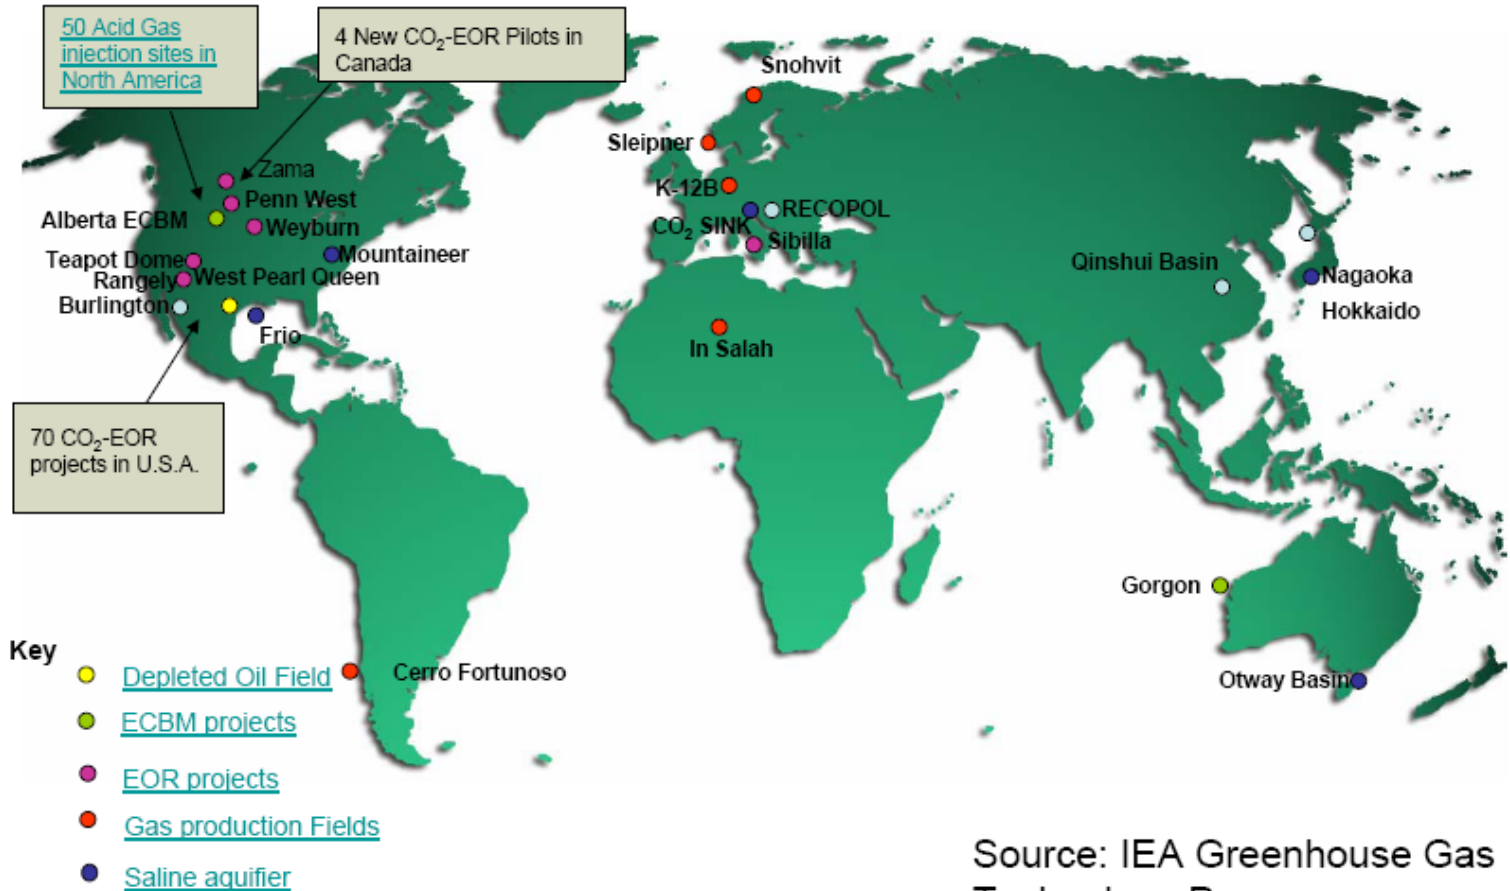 50 Acid Gas
injection sites in
North America
4 New CO₂-EOR Pilots in
Canada
Snohvit
Sleipner
Zama
K-12B
Penn West
RECOPOL
Alberta ECBM
Weyburn
CO₂ SINK
Sibilla
Mountaineer
Teapot Dome
Qinshui Basin
Rangely
West Pearl Queen
Nagaoka
Burlington
Hokkaido
Frio
In Salah
70 CO₂-EOR
projects in U.S.A.
Gorgon
Key
Cerro Fortunoso
Otway Basin
Depleted Oil Field
ECBM projects
EOR projects
Gas production Fields
Saline aquifier
Source: IEA Greenhouse Gas